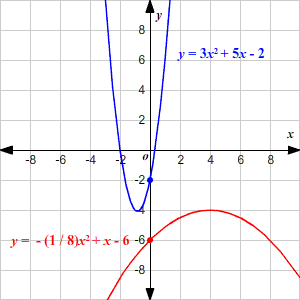 y
8
6
y = 3x² + 5x - 2
4
2
x
-8 -6 -4 -2 o 2 4 6 8
-2
-4
y = - (1 / 8)x² + x - 6
-6
-8